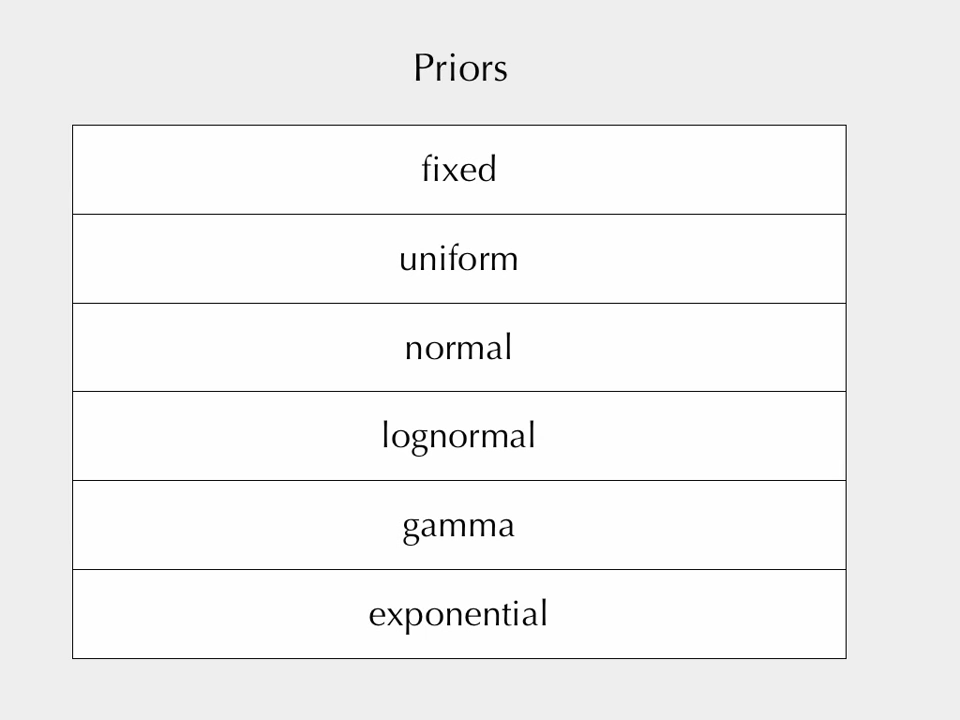 Priors
fixed
uniform
normal
lognormal
gamma
exponential